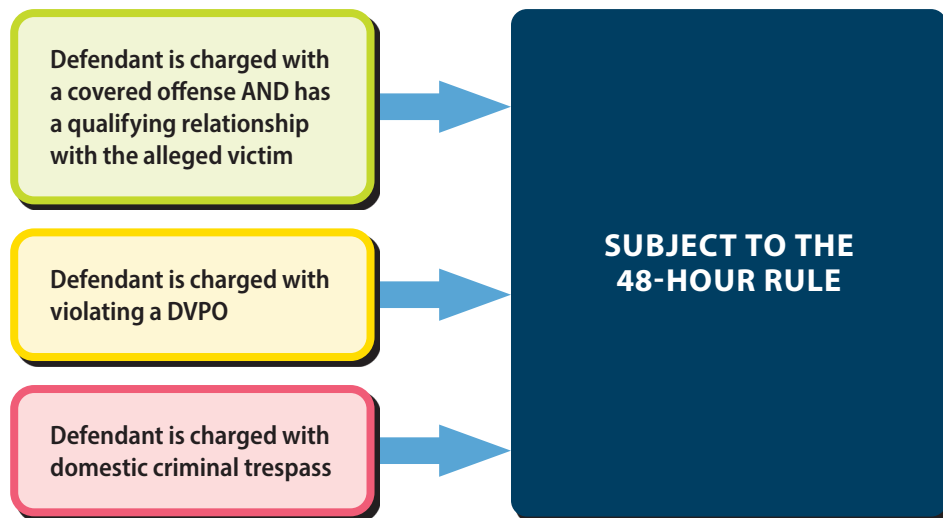 Defendant is charged with
a covered offense AND has
a qualifying relationship
with the alleged victim
SUBJECT TO THE
48-HOUR RULE
Defendant is charged with
violating a DVPO
Defendant is charged with
domestic criminal trespass